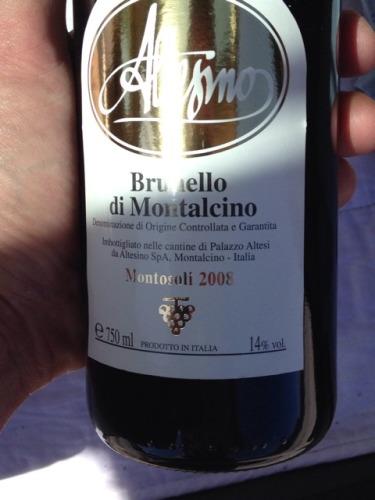 Altesino
Brunello
di Montalcino
Denominazione di Origine Controllata e Garantita
Imbottigliato nelle cantine di Palazzo Altesi
da Altesino SpA, Montalcino - Italia
Montosoli 2008
e 750 ml PRODOTTO IN ITALIA 14% vol.